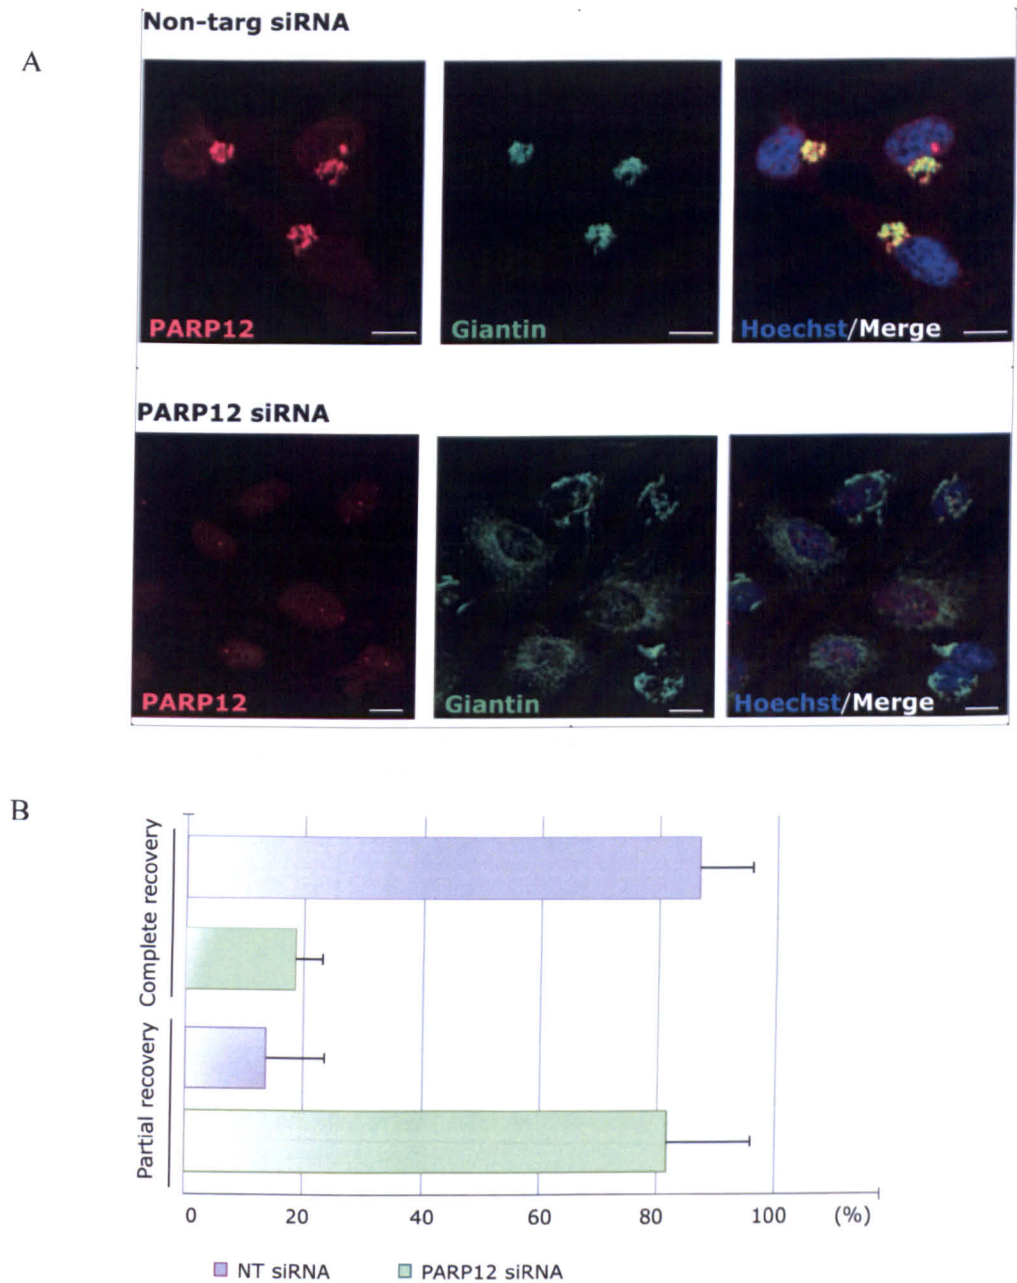 A
Non-targ siRNA
PARP12
Giantin
Hoechst/Merge
PARP12 siRNA
PARP12
Giantin
Hoechst/Merge
B
Complete recovery
Partial recovery
0 20 40 60 80 100 (%)
NT siRNA PARP12 siRNA